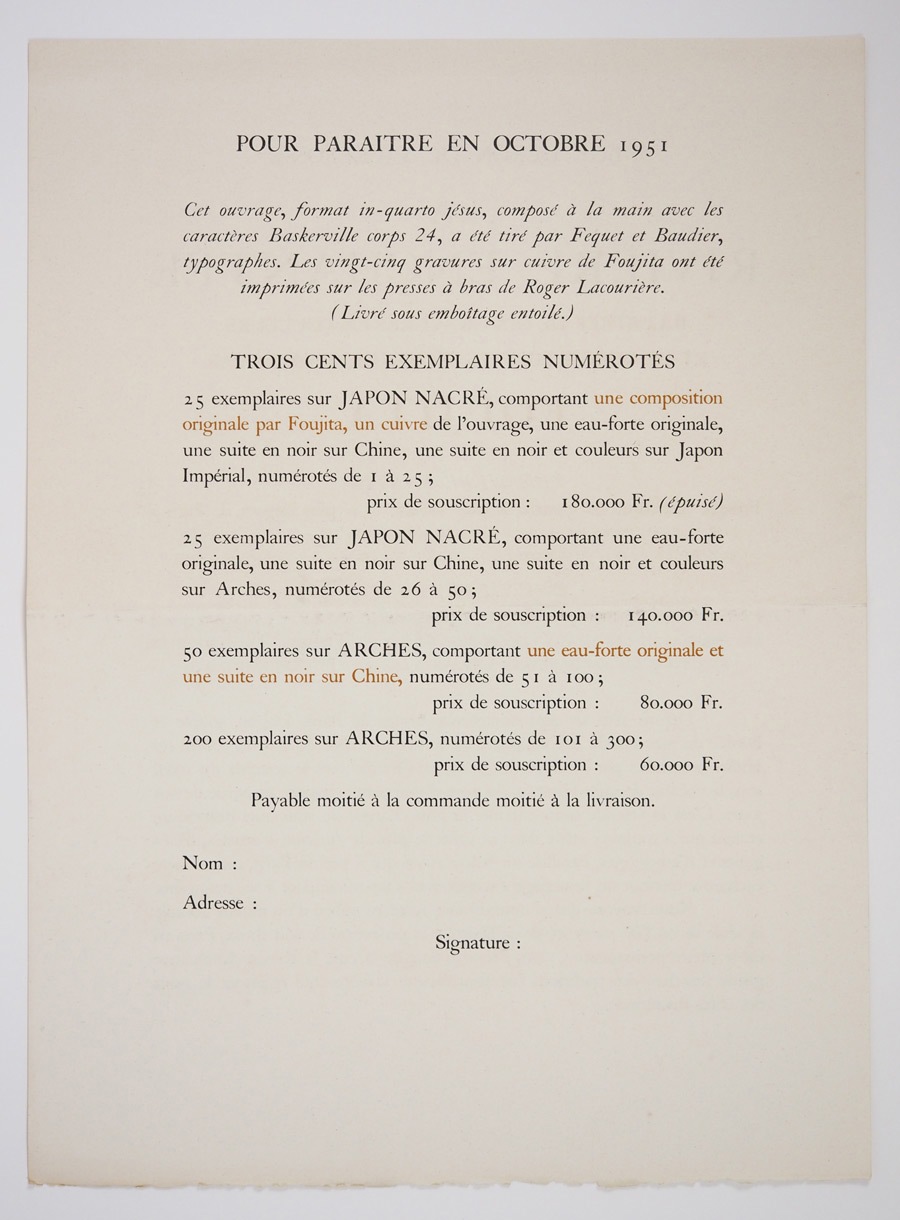 POUR PARAITRE EN OCTOBRE 1951
Cet ouvrage, format in-quarto jésus, composé à la main avec les
caractères Baskerville corps 24, a été tiré par Fequet et Baudier,
typographes. Les vingt-cinq gravures sur cuivre de Foujita ont été
imprimées sur les presses à bras de Roger Lacourière.
(Livré sous emboîtage entoilé.)
TROIS CENTS EXEMPLAIRES NUMÉROTÉS
25 exemplaires sur JAPON NACRÉ, comportant une composition
originale par Foujita, un cuivre de l'ouvrage, une eau-forte originale,
une suite en noir sur Chine, une suite en noir et couleurs sur Japon
Impérial, numérotés de 1 à 25 ;
prix de souscription : 180.000 Fr. (épuisé)
25 exemplaires sur JAPON NACRÉ, comportant une eau-forte
originale, une suite en noir sur Chine, une suite en noir et couleurs
sur Arches, numérotés de 26 à 50 ;
prix de souscription : 140.000 Fr.
50 exemplaires sur ARCHES, comportant une eau-forte originale et
une suite en noir sur Chine, numérotés de 51 à 100 ;
prix de souscription : 80.000 Fr.
200 exemplaires sur ARCHES, numérotés de 101 à 300 ;
prix de souscription : 60.000 Fr.
Payable moitié à la commande moitié à la livraison.
Nom :
Adresse :
Signature :